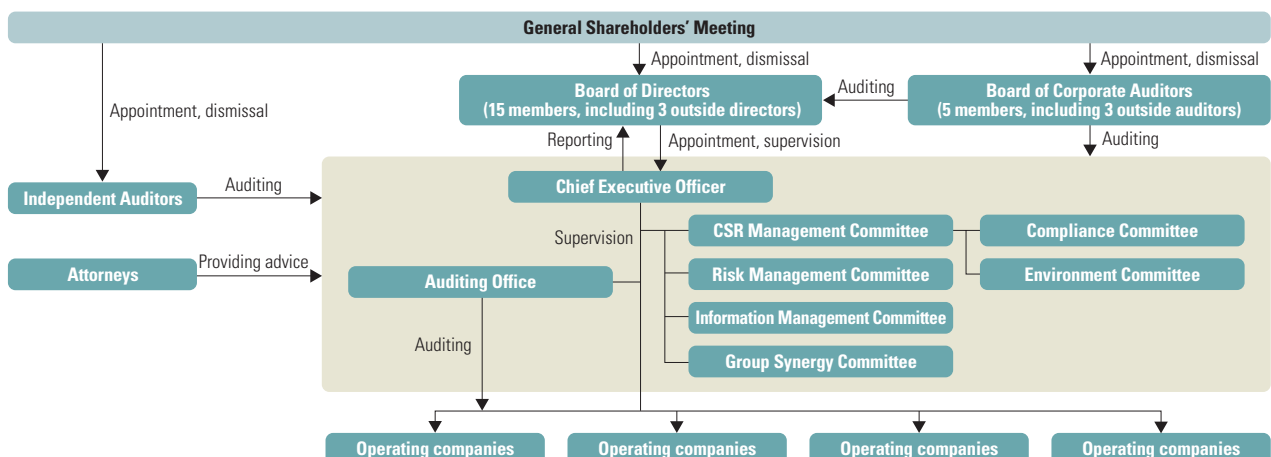 General Shareholders' Meeting
Appointment, dismissal
Appointment, dismissal
Appointment, dismissal
Board of Directors
(15 members, including 3 outside directors)
Auditing
Board of Corporate Auditors
(5 members, including 3 outside auditors)
Reporting
Appointment, supervision
Auditing
Independent Auditors
Auditing
Chief Executive Officer
Supervision
CSR Management Committee
Compliance Committee
Attorneys
Providing advice
Auditing Office
Risk Management Committee
Environment Committee
Information Management Committee
Auditing
Group Synergy Committee
Operating companies
Operating companies
Operating companies
Operating companies